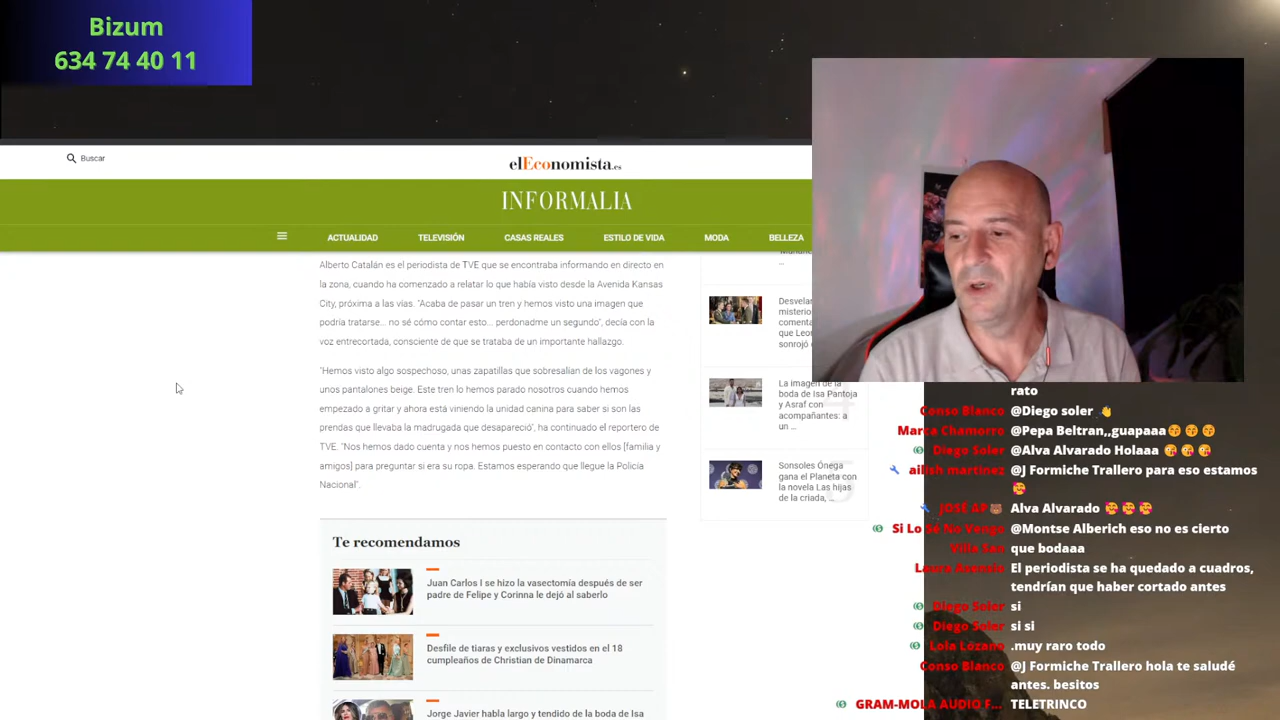 Bizum
634 74 40 11
Buscar
elEconomista.es
INFORMALIA
ACTUALIDAD
TELEVISIÓN
CASAS REALES
ESTILO DE VIDA
MODA
BELLEZA
Alberto Catalán es el periodista de TVE que se encontraba informando en directo en
la zona, cuando ha comenzado a relatar lo que había visto desde la Avenida Kansas
City, próxima a las vías. "Acaba de pasar un tren y hemos visto una imagen que
podría tratarse... no sé cómo contar esto... perdonadme un segundo", decía con la
voz entrecortada, consciente de que se trataba de un importante hallazgo.
"Hemos visto algo sospechoso, unas zapatillas que sobresalían de los vagones y
unos pantalones beige. Este tren lo hemos parado nosotros cuando hemos
empezado a gritar y ahora está viniendo la unidad canina para saber si son las
prendas que llevaba la madrugada que desapareció", ha continuado el reportero de
TVE. "Nos hemos dado cuenta y nos hemos puesto en contacto con ellos [familia y
amigos] para preguntar si era su ropa. Estamos esperando que llegue la Policía
Nacional".
Te recomendamos
Juan Carlos I se hizo la vasectomía después de ser
padre de Felipe y Corinna le dejó al saberlo
Desfile de tiaras y exclusivos vestidos en el 18
cumpleaños de Christian de Dinamarca
Jorge Javier habla largo y tendido de la boda de Isa
..
misterio
comenta
que Leon
sonrojó
La imagen de la
boda de Isa Pantoja
y Asraf con
acompañantes: a
un ...
Sonsoles Ónega
gana el Planeta con
la novela Las hijas
de la criada, ...
rato
Conso Blanco @Diego soler 👋
Marca Chamorro @Pepa Beltran,,guapaaa😚😚😚
Diego Soler @Alva Alvarado Holaaa 😘😘😘
ailish martinez @J Formiche Trallero para eso estamos
🥰
JOSÉ AP🐻 Alva Alvarado 🥰🥰🥰
Si Lo Sé No Vengo @Montse Alberich eso no es cierto
Villa San que bodaaa
Laura El periodista se ha quedado a cuadros,
tendrían que haber cortado antes
Diego Soler si
Diego Soler si si
Lola Lozano .muy raro todo
Conso Blanco @J Formiche Trallero hola te saludé
antes. besitos
GRAM-MOLA AUDIO F... TELETRINCO